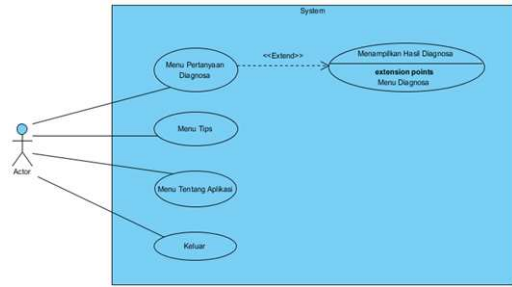 System
Menu Pertanyaan
Diagnosa
<<Extend>>
Menampilkan Hasil Diagnosa
extension points
Menu Diagnosa
Menu Tips
Actor
Menu Tentang Aplikasi
Keluar